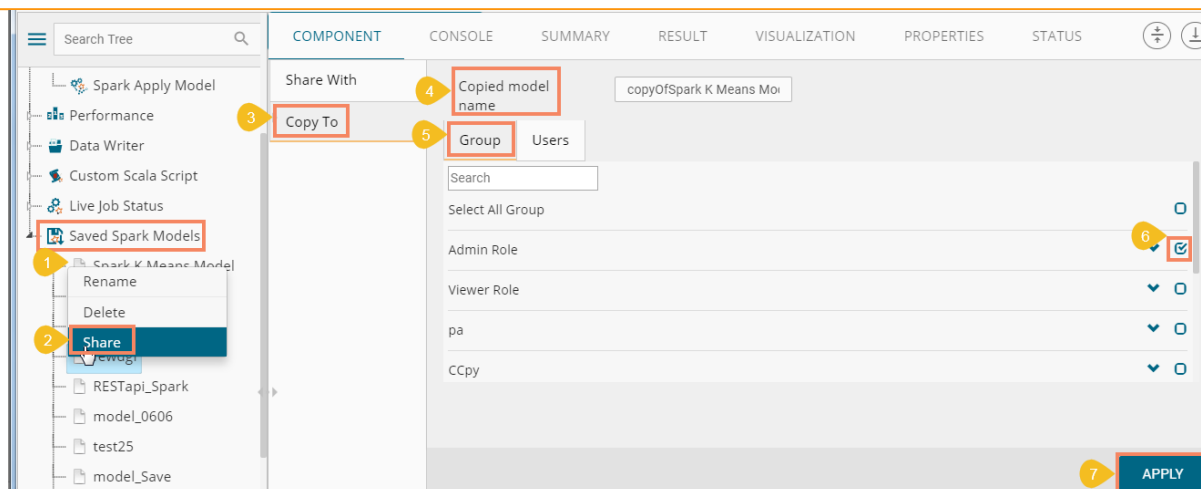 Search Tree
Spark Apply Model
Performance
Data Writer
Custom Scala Script
Live Job Status
Saved Spark Models
1
Spark K Means Model
Rename
Delete
2
Share
RESTapi_Spark
model_0606
test25
model_Save
COMPONENT CONSOLE SUMMARY RESULT VISUALIZATION PROPERTIES STATUS
Share With
3
Copy To
4
Copied model
name
copyOfSpark K Means
5
Group Users
Search
Select All Group
6
Admin Role
Viewer Role
pa
CCpy
7
APPLY